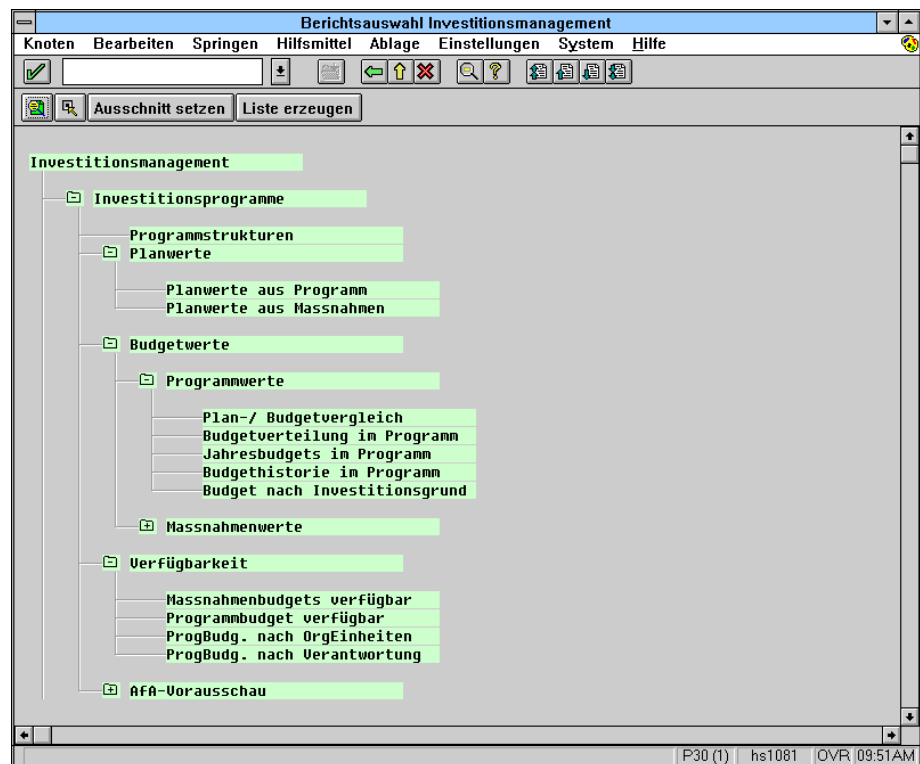 Berichtsauswahl Investitionsmanagement
Knoten Bearbeiten Springen Hilfsmittel Ablage Einstellungen System Hilfe
Ausschnitt setzen Liste erzeugen
Investitionsmanagement
Investitionsprogramme
Programmstrukturen
Planwerte
Planwerte aus Programm
Planwerte aus Massnahmen
Budgetwerte
Programmwerte
Plan-/ Budgetvergleich
Budgetverteilung im Programm
Jahresbudgets im Programm
Budgethistorie im Programm
Budget nach Investitionsgrund
Massnahmenwerte
Verfügbarkeit
Massnahmenbudgets verfügbar
Programmbudget verfügbar
ProgBudg. nach OrgEinheiten
ProgBudg. nach Verantwortung
AfA-Vorausschau
P30 (1) hs1081 OVR 09:51AM